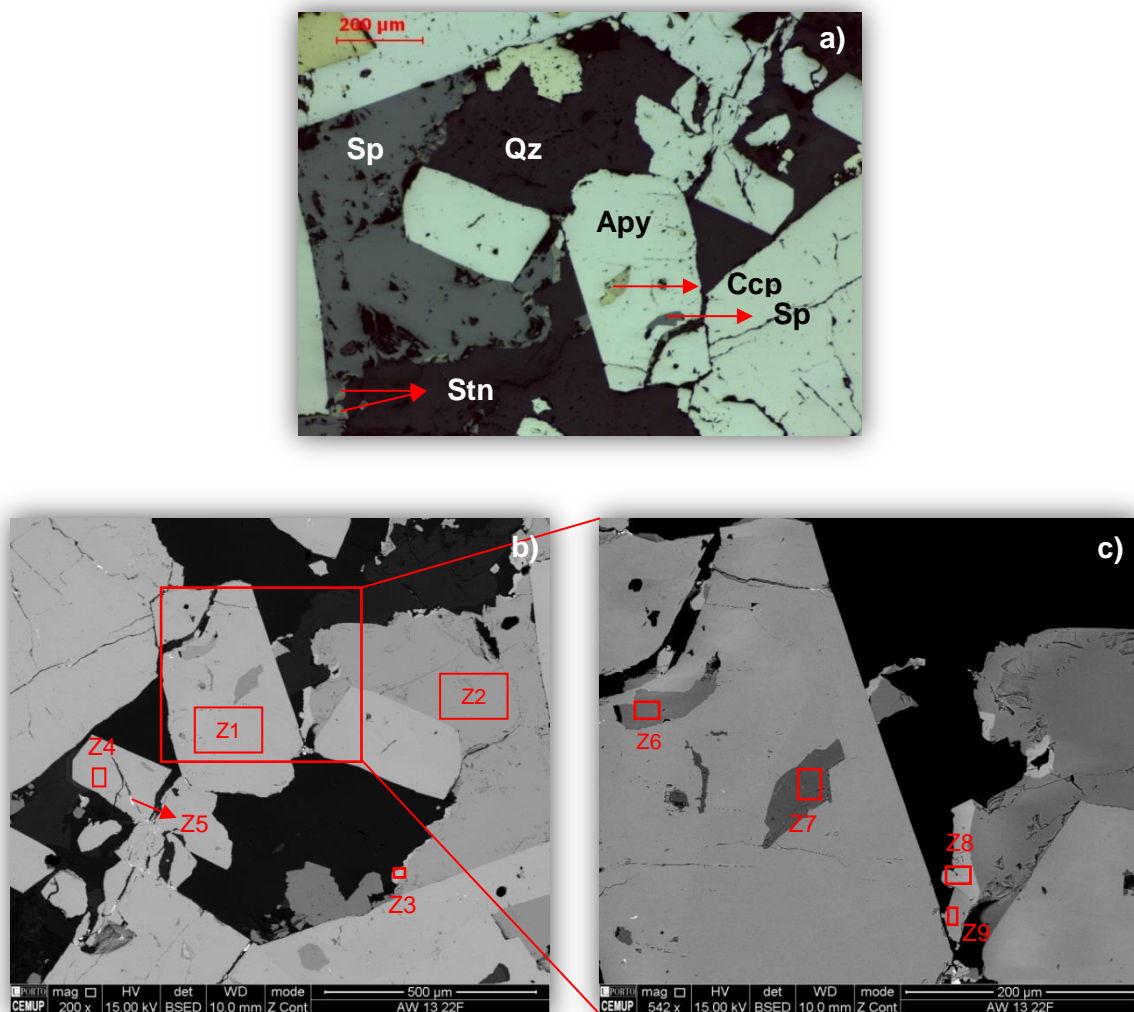 200 µm
a)
Sp
Qz
Apy
Ccp
Sp
Stn
b)
Z1
Z2
Z4
Z5
Z3
U.PORTO mag HV det WD mode 500 µm
CEMUP 200 x 15.00 kV BSED 10.0 mm Z Cont AW 13 22F
c)
Z6
Z7
Z8
Z9
U.PORTO mag HV det WD mode 200 µm
CEMUP 542 x 15.00 kV BSED 10.0 mm Z Cont AW 13 22F